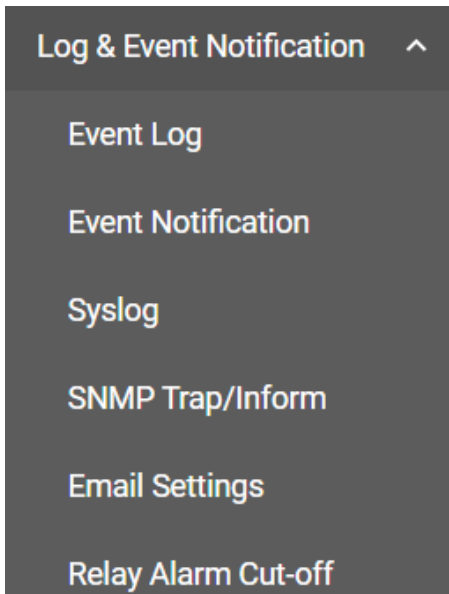 Log & Event Notification
Event Log
Event Notification
Syslog
SNMP Trap/Inform
Email Settings
Relay Alarm Cut-off